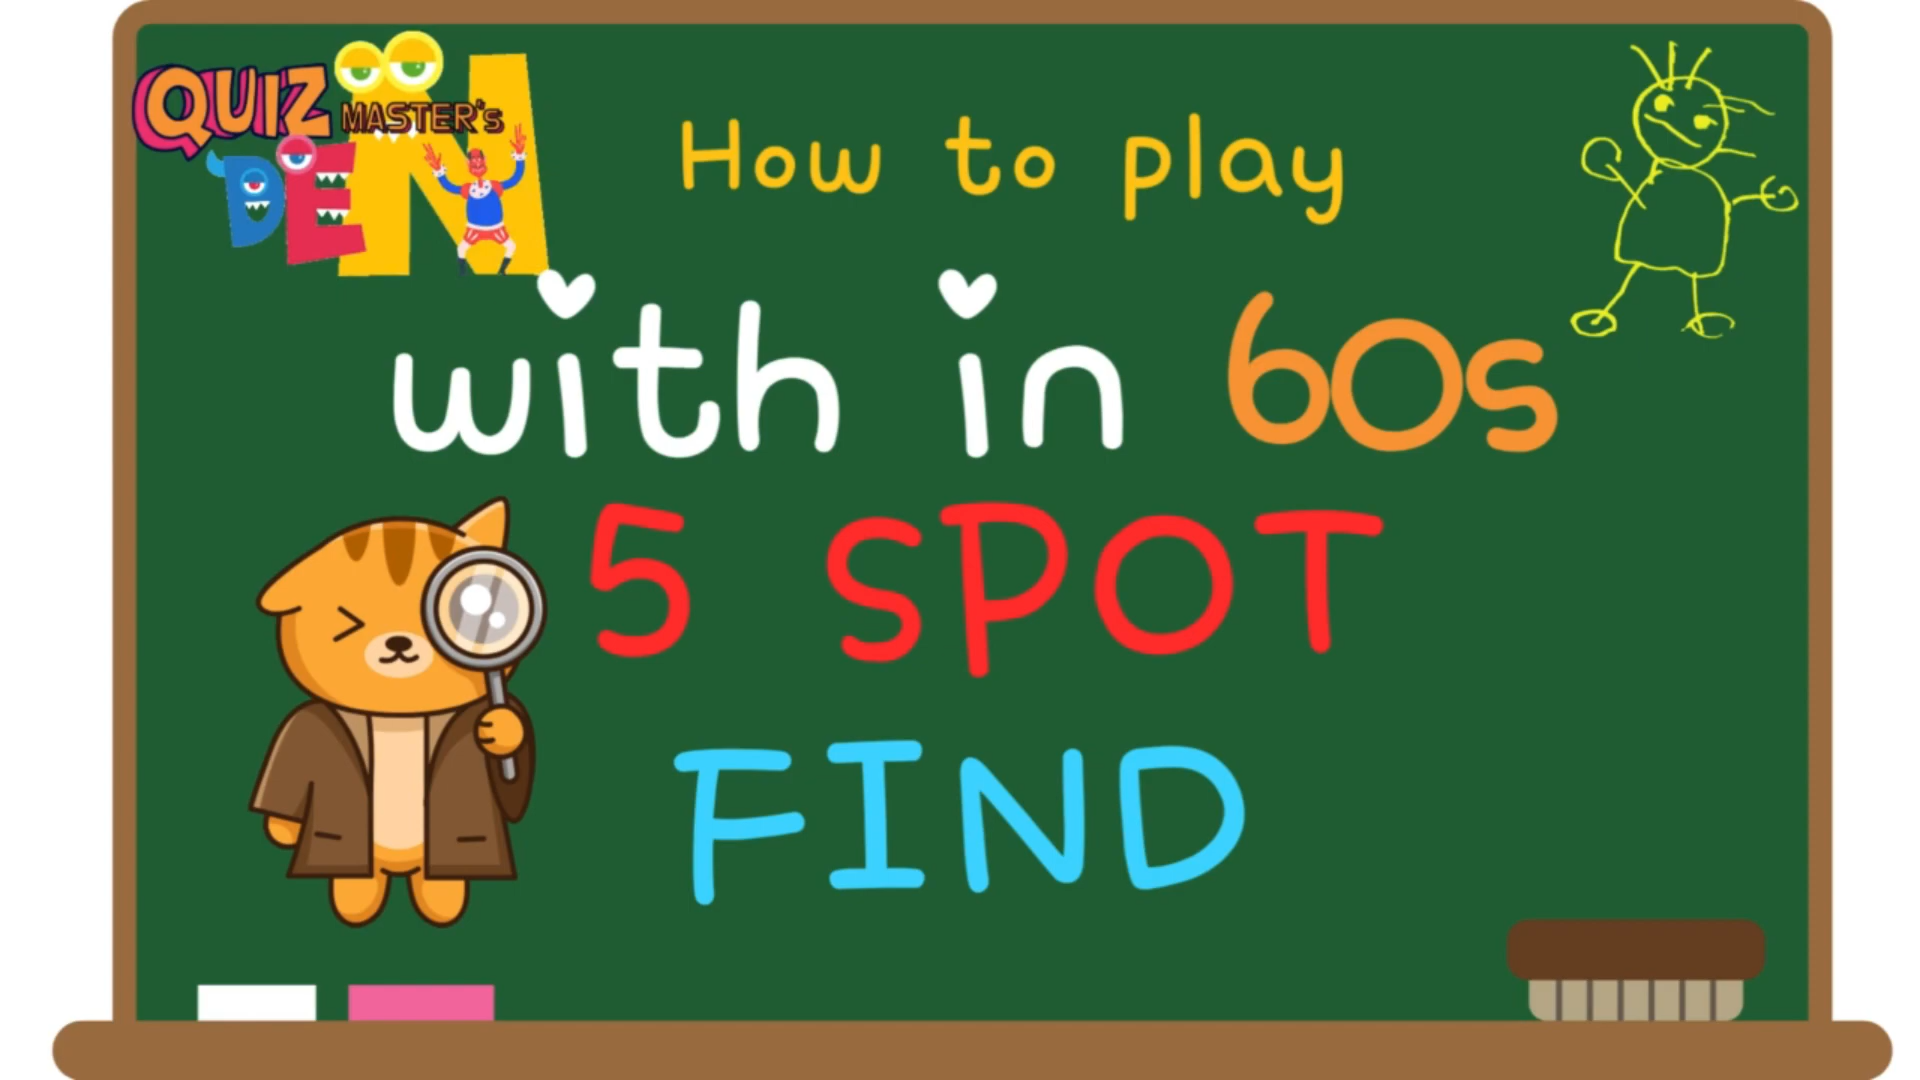 QUIZ MASTER's
DEN
How to play
with in 60s
5 SPOT
FIND